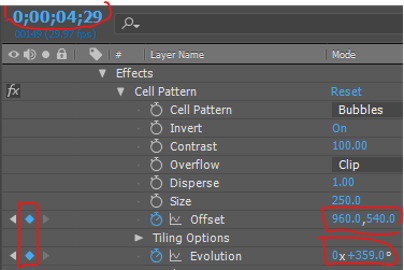 0;00;04;29
00149 (29.97 fps)
# Layer Name Mode
Effects
fx Cell Pattern Reset
Cell Pattern Bubbles
Invert On
Contrast 100.00
Overflow Clip
Disperse 1.00
Size 250.0
Offset 960.0,540.0
Tiling Options
Evolution 0x+359.0°